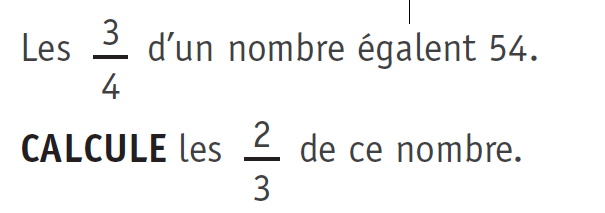 Les 3/4 d'un nombre égalent 54.
CALCULE les 2/3 de ce nombre.